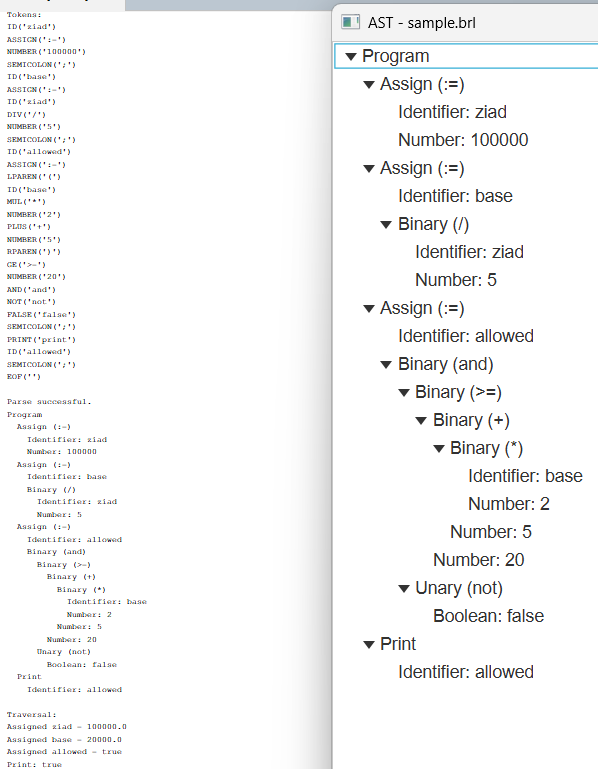 Tokens:
ID('ziad')
ASSIGN(':=')
NUMBER('100000')
SEMICOLON(';')
ID('base')
ASSIGN(':=')
ID('ziad')
DIV('/')
NUMBER('5')
SEMICOLON(';')
ID('allowed')
ASSIGN(':=')
LPAREN('(')
ID('base')
MUL('*')
NUMBER('2')
PLUS('+')
NUMBER('5')
RPAREN(')')
GE('>=')
NUMBER('20')
AND('and')
NOT('not')
FALSE('false')
SEMICOLON(';')
PRINT('print')
ID('allowed')
SEMICOLON(';')
EOF('')
Parse successful.
Program
Assign (:=)
Identifier: ziad
Number: 100000
Assign (:=)
Identifier: base
Binary (/)
Identifier: ziad
Number: 5
Assign (:=)
Identifier: allowed
Binary (and)
Binary (>=)
Binary (+)
Binary (*)
Identifier: base
Number: 2
Number: 5
Number: 20
Unary (not)
Boolean: false
Print
Identifier: allowed
Traversal:
Assigned ziad = 100000.0
Assigned base = 20000.0
Assigned allowed = true
Print: true
AST - sample.brl
Program
Assign (:=)
Identifier: ziad
Number: 100000
Assign (:=)
Identifier: base
Binary (/)
Identifier: ziad
Number: 5
Assign (:=)
Identifier: allowed
Binary (and)
Binary (>=)
Binary (+)
Binary (*)
Identifier: base
Number: 2
Number: 5
Number: 20
Unary (not)
Boolean: false
Print
Identifier: allowed